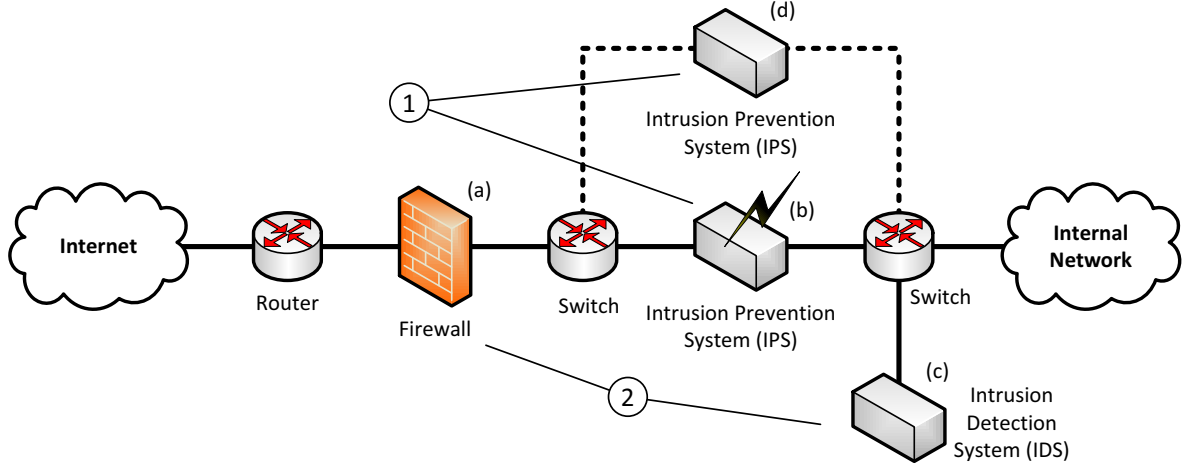 (d)
1
Intrusion Prevention
System (IPS)
(a)
(b)
Internet
Internal
Network
Router
Switch
Switch
Firewall
Intrusion Prevention
System (IPS)
(c)
2
Intrusion
Detection
System (IDS)